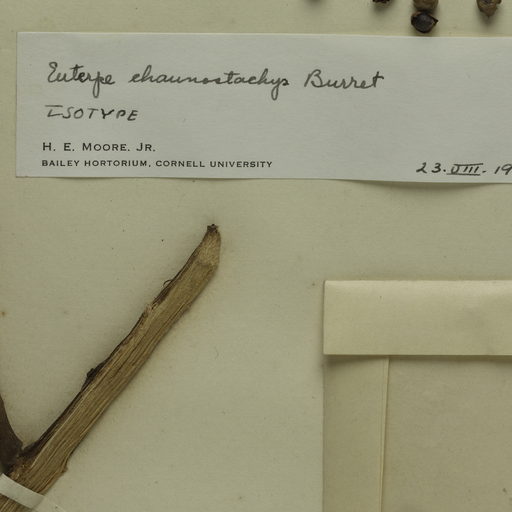 Euterpe chaunostachys Burret
ISOTYPE
H. E. MOORE, JR.
BAILEY HORTORIUM, CORNELL UNIVERSITY
23.VIII.19